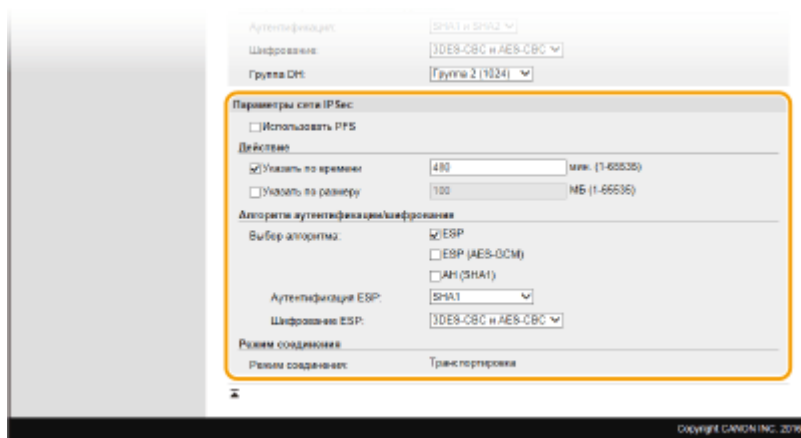 Аутентификация: SHA1 и SHA2
Шифрование: 3DES-CBC и AES-CBC
Группа DH: Группа 2 (1024)
Параметры сети IPSec
Использовать PFS
Действие
Указать по времени 480 мин. (1-65535)
Указать по размеру 100 МБ (1-65535)
Алгоритм аутентификации/шифрования
Выбор алгоритма: ESP
ESP (AES-GCM)
AH (SHA1)
Аутентификация ESP: SHA1
Шифрование ESP: 3DES-CBC и AES-CBC
Режим соединения
Режим соединения: Транспортировка
Copyright CANON INC. 2016